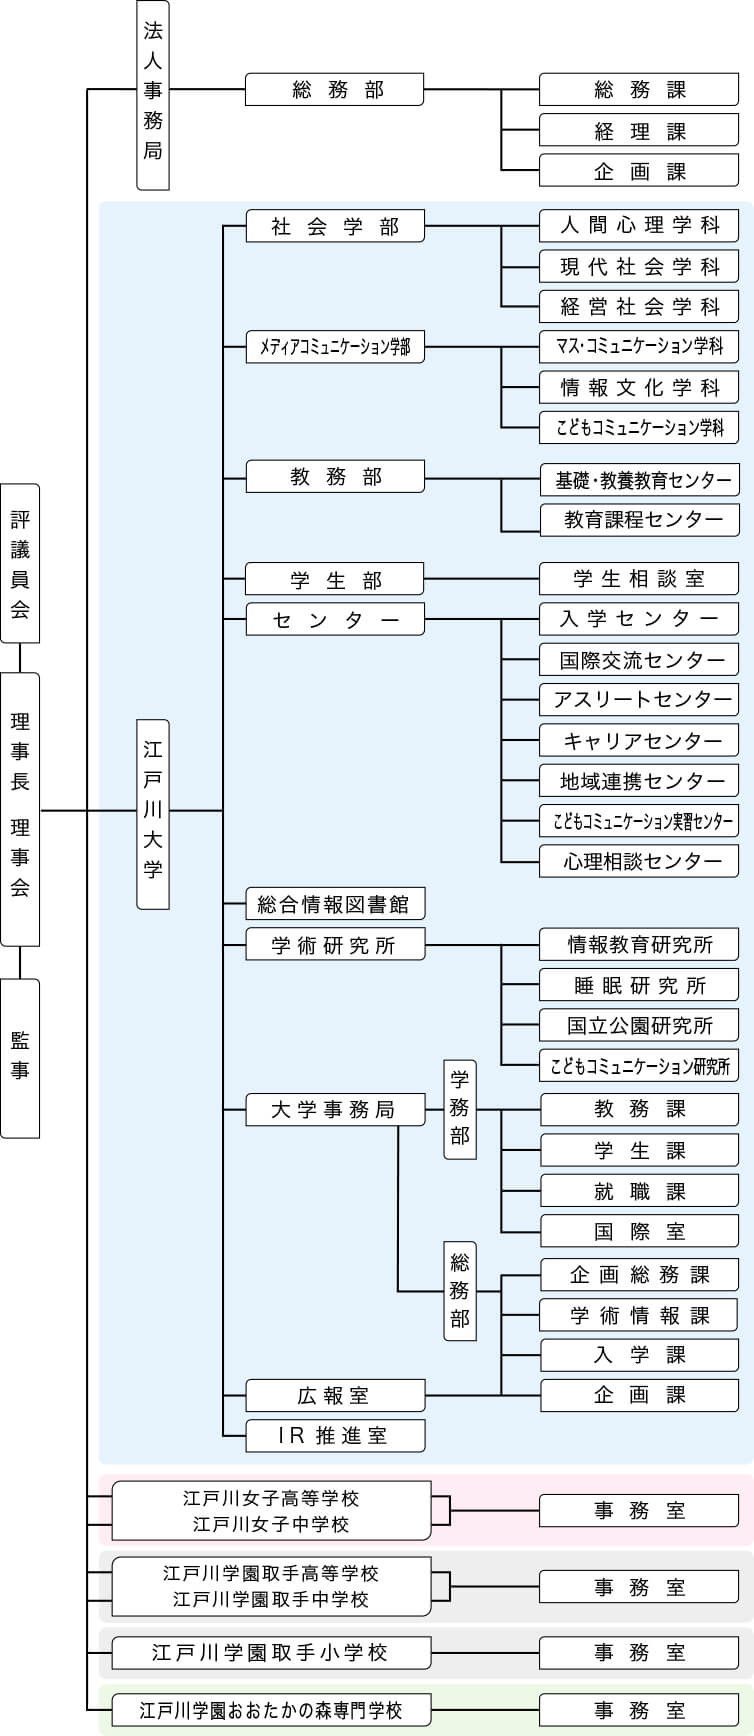 評議員会
理事長 理事会
監事
法人事務局
総務部
総務課
経理課
企画課
江戸川大学
社会学部
人間心理学科
現代社会学科
経営社会学科
メディアコミュニケーション学部
マス・コミュニケーション学科
情報文化学科
こどもコミュニケーション学科
教務部
基礎・教養教育センター
教育課程センター
学生部
学生相談室
センター
入学センター
国際交流センター
アスリートセンター
キャリアセンター
地域連携センター
こどもコミュニケーション実習センター
心理相談センター
総合情報図書館
学術研究所
情報教育研究所
睡眠研究所
国立公園研究所
こどもコミュニケーション研究所
大学事務局
学務部
教務課
学生課
就職課
国際室
総務部
企画総務課
学術情報課
入学課
広報室
企画課
IR推進室
江戸川女子高等学校
江戸川女子中学校
事務室
江戸川学園取手高等学校
江戸川学園取手中学校
事務室
江戸川学園取手小学校
事務室
江戸川学園おおたかの森専門学校
事務室